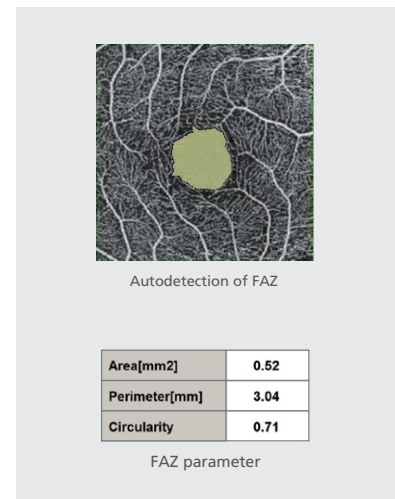 Autodetection of FAZ
Area[mm2] 0.52
Perimeter[mm] 3.04
Circularity 0.71
FAZ parameter